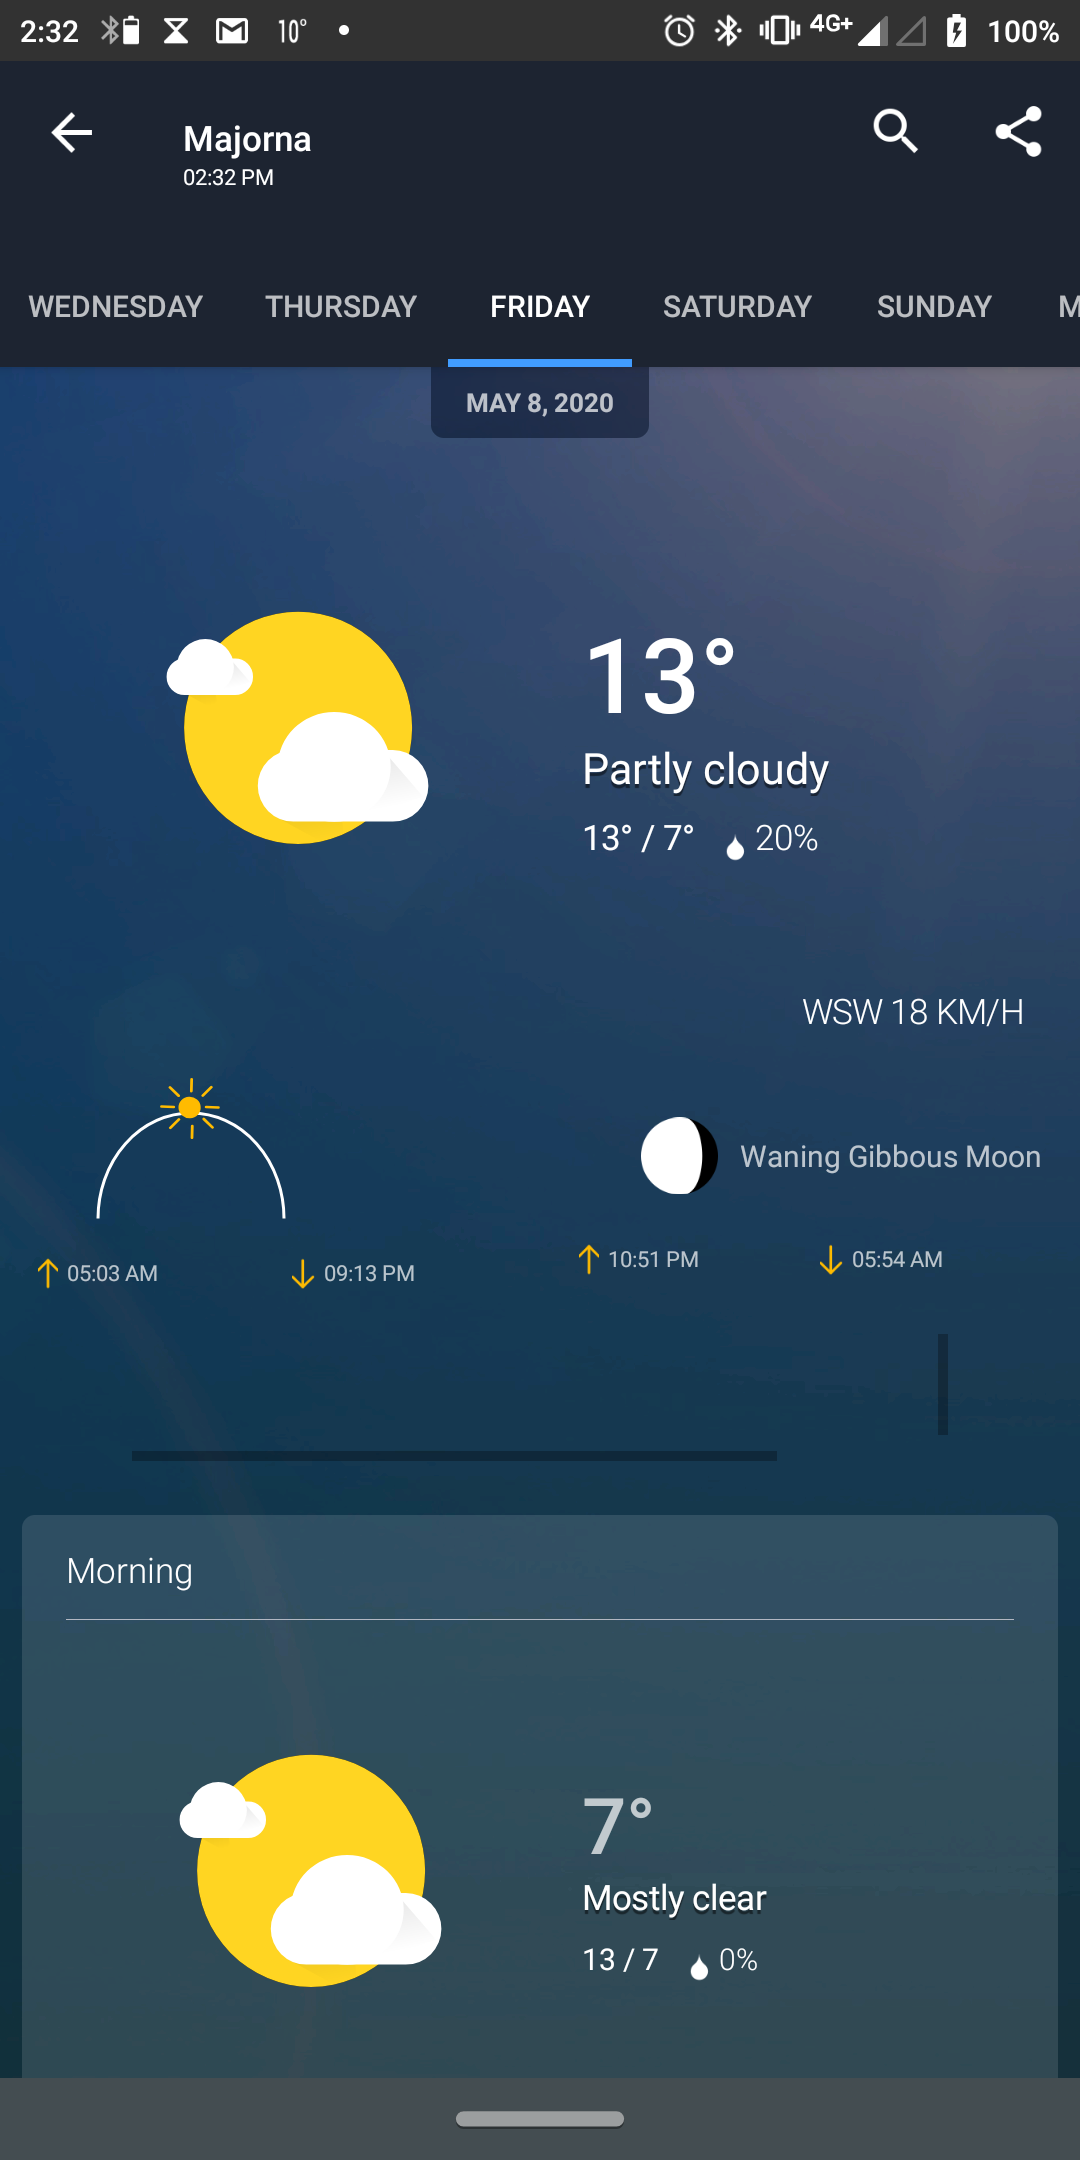 2:32 10° 4G+ 100%
Majorna
02:32 PM
WEDNESDAY THURSDAY FRIDAY SATURDAY SUNDAY M
MAY 8, 2020
13°
Partly cloudy
13° / 7° 20%
WSW 18 KM/H
Waning Gibbous Moon
05:03 AM 09:13 PM 10:51 PM 05:54 AM
Morning
7°
Mostly clear
13 / 7 0%